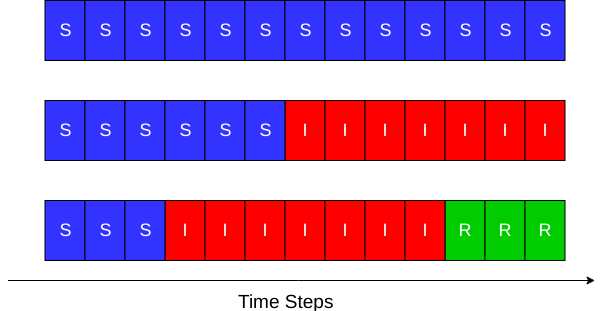 S S S S S S S S S S S S S
S S S S S S I I I I I I I
S S S I I I I I I I R R R
Time Steps